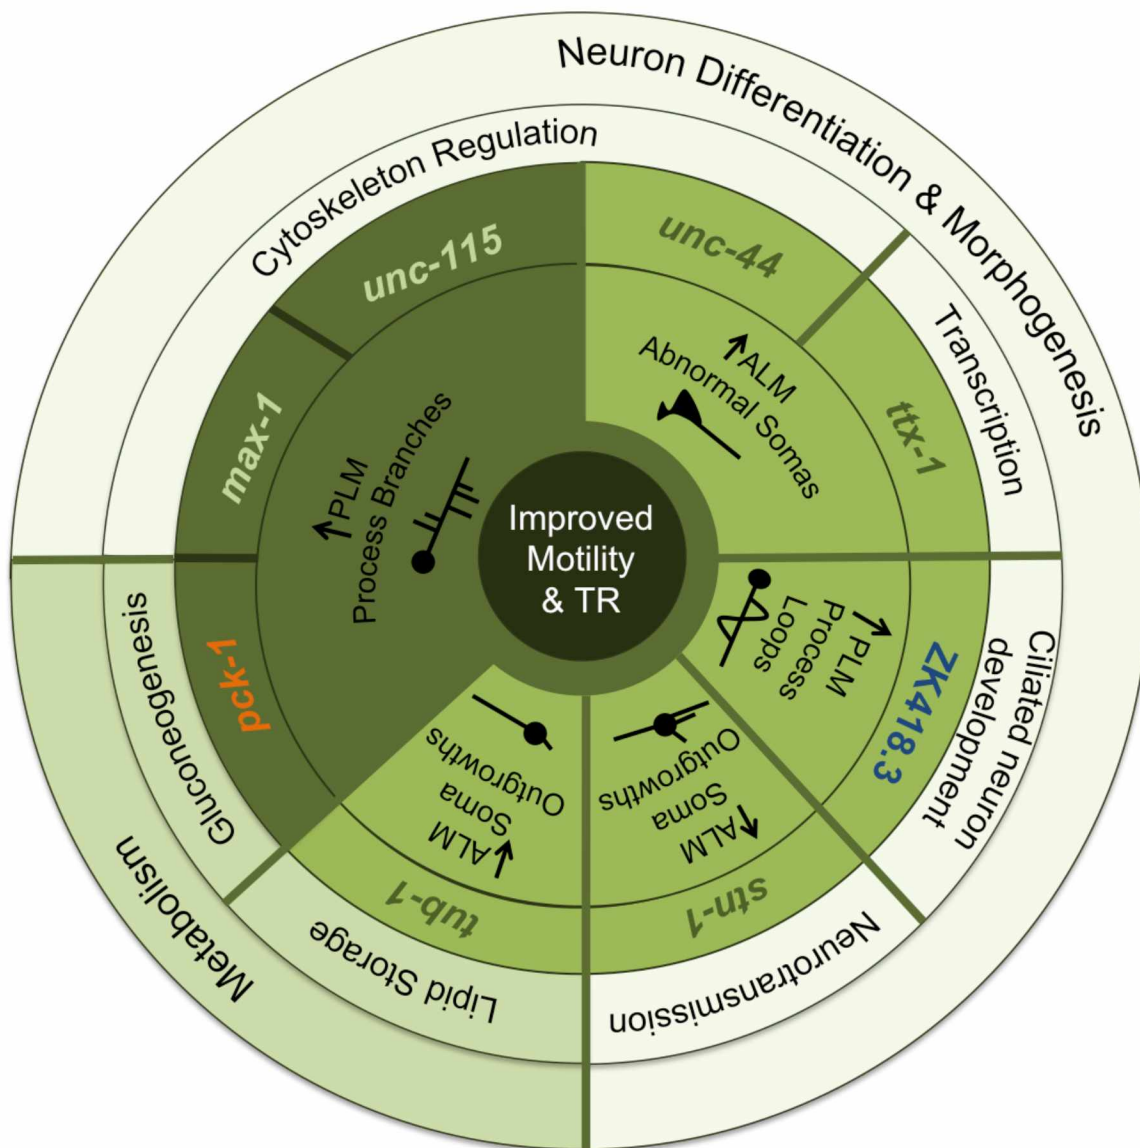 Neuron Differentiation & Morphogenesis
Cytoskeleton Regulation
Transcription
Ciliated neuron
development
Neurotransmission
Lipid Storage
Gluconeogenesis
Metabolism
unc-115
unc-44
ttx-1
ZK418.3
stn-1
tub-1
pck-1
max-1
↑ALM
Abnormal Somas
↑PLM
Process
Loops
↑ALM
Soma
Outgrowths
↑ALM
Soma
Outgrowths
↑PLM
Process Branches
Improved
Motility
& TR